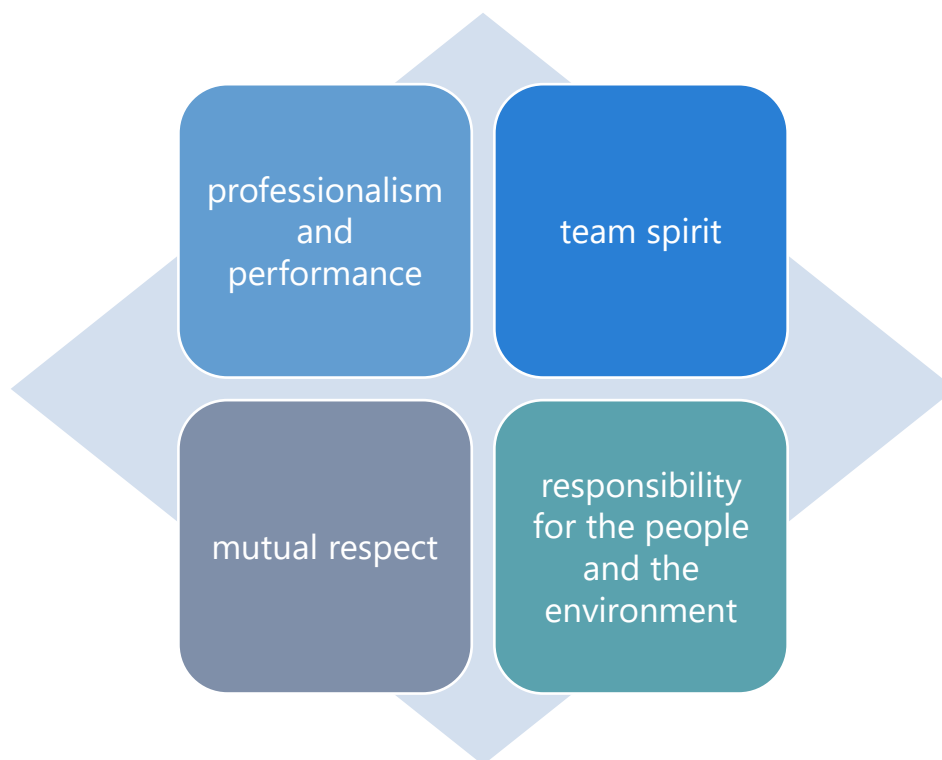 professionalism
and
performance
team spirit
mutual respect
responsibility
for the people
and the
environment